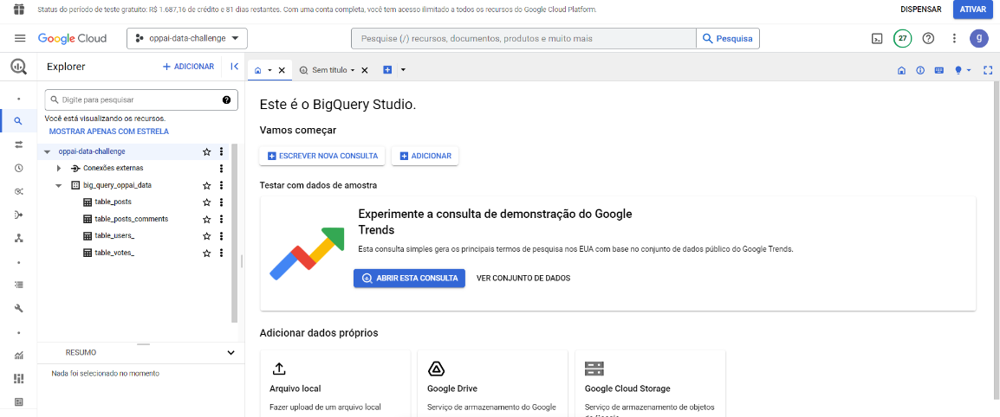 Status do período de teste gratuito: R$ 1.687,16 de crédito e 81 dias restantes. Com uma conta completa, você tem acesso ilimitado a todos os recursos do Google Cloud Platform.
DISPENSAR
ATIVAR
Google Cloud
oppai-data-challenge
Pesquise (/) recursos, documentos, produtos e muito mais
Pesquisa
27
g
Explorer
+ ADICIONAR
Sem título
Digite para pesquisar
Você está visualizando os recursos.
MOSTRAR APENAS COM ESTRELA
oppai-data-challenge
Conexões externas
big_query_oppai_data
table_posts
table_posts_comments
table_users_
table_votes_
RESUMO
Nada foi selecionado no momento
Este é o BigQuery Studio.
Vamos começar
ESCREVER NOVA CONSULTA
ADICIONAR
Testar com dados de amostra
Experimente a consulta de demonstração do Google
Trends
Esta consulta simples gera os principais termos de pesquisa nos EUA com base no conjunto de dados público do Google Trends.
ABRIR ESTA CONSULTA
VER CONJUNTO DE DADOS
Adicionar dados próprios
Arquivo local
Fazer upload de um arquivo local
Google Drive
Serviço de armazenamento do Google
Google Cloud Storage
Serviço de armazenamento de objetos
do Google